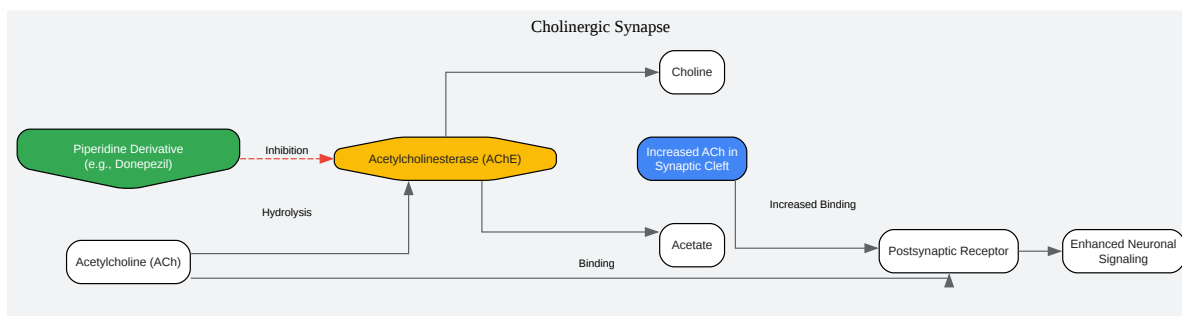 Cholinergic Synapse
Choline
Piperidine Derivative
(e.g., Donepezil)
Inhibition
Acetylcholinesterase (AChE)
Increased ACh in
Synaptic Cleft
Hydrolysis
Increased Binding
Acetylcholine (ACh)
Acetate
Binding
Postsynaptic Receptor
Enhanced Neuronal
Signaling